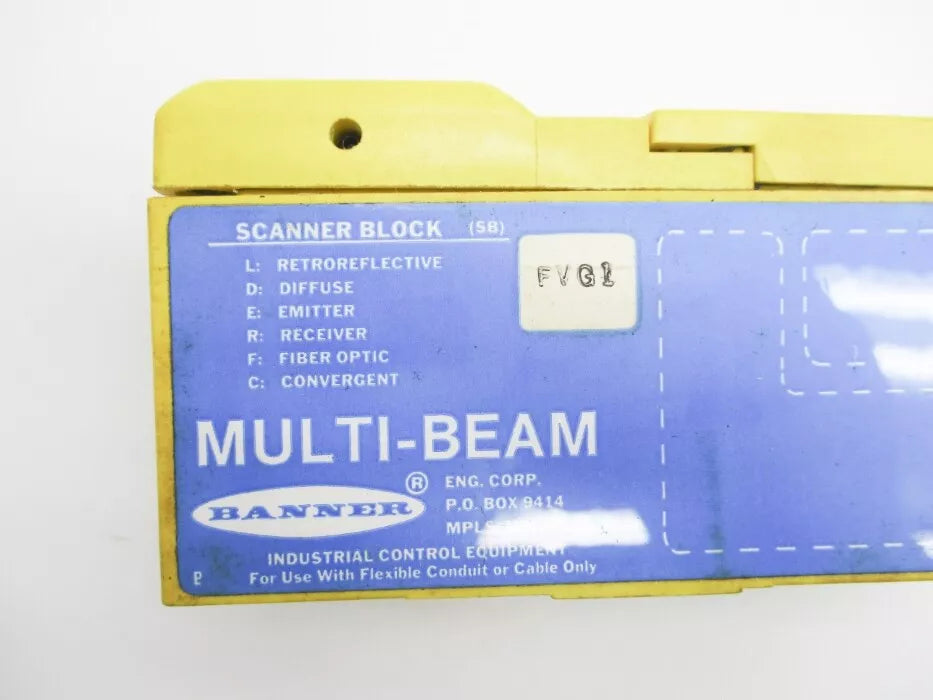 SCANNER BLOCK (SB)
L: RETROREFLECTIVE
D: DIFFUSE
E: EMITTER
R: RECEIVER
F: FIBER OPTIC
C: CONVERGENT
FVG1
MULTI-BEAM
BANNER ®
ENG. CORP.
P.O. BOX 9414
MPLS
INDUSTRIAL CONTROL EQUIPMENT
For Use With Flexible Conduit or Cable Only